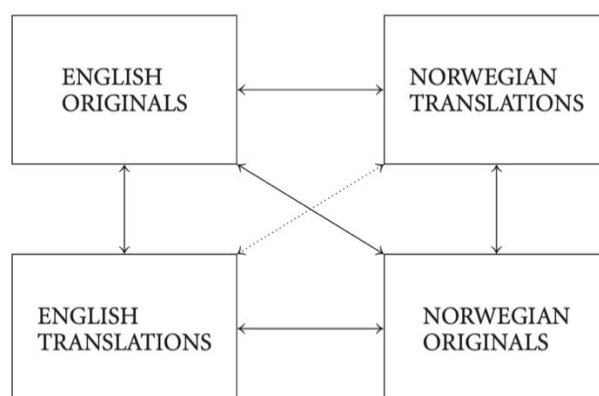 ENGLISH
ORIGINALS
NORWEGIAN
TRANSLATIONS
ENGLISH
TRANSLATIONS
NORWEGIAN
ORIGINALS